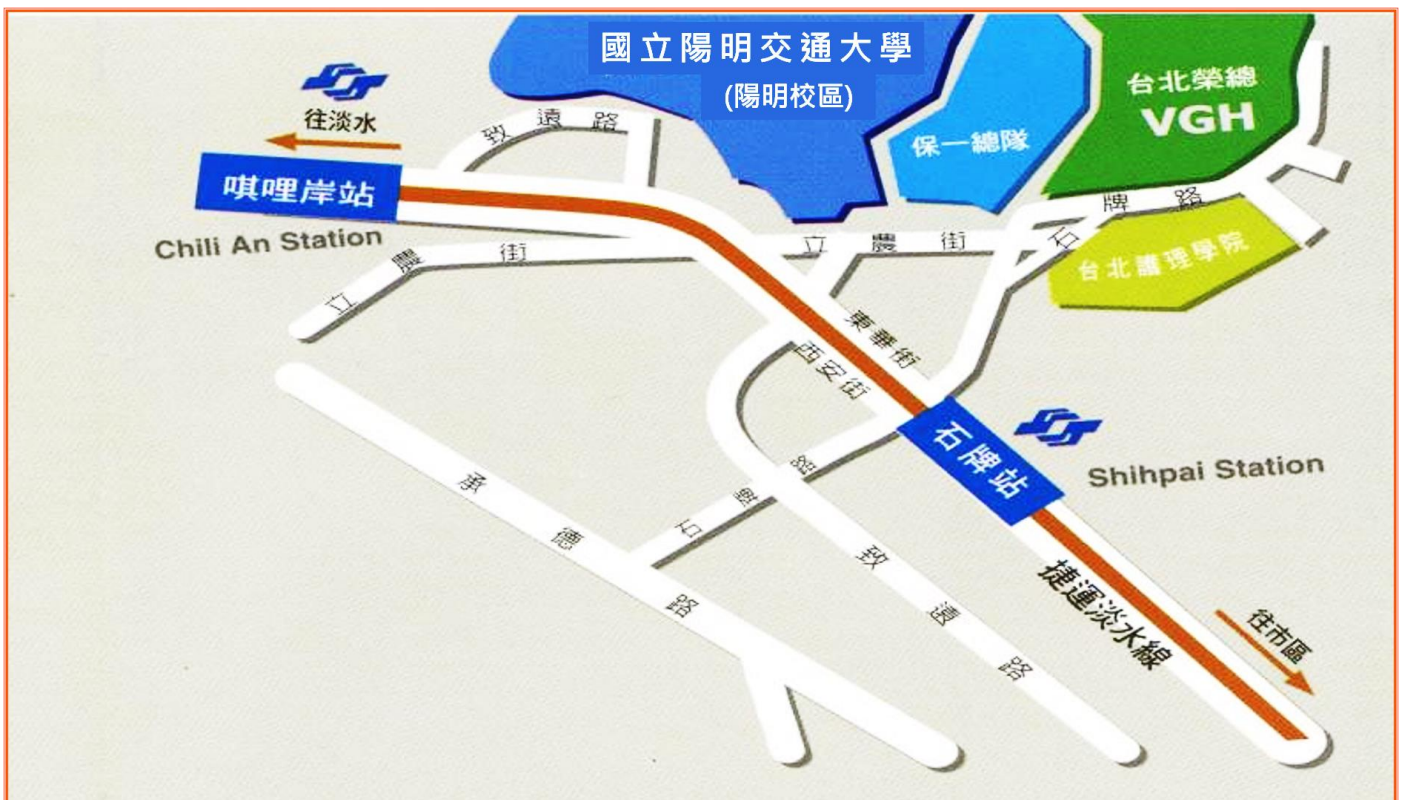 國立陽明交通大學
(陽明校區)
台北榮總
VGH
保一總隊
往淡水
致遠路
唭哩岸站
Chili An Station
立農街
立農街
石牌路
台北護理學院
東華街
西安街
石牌站
Shihpai Station
石牌路
承德路
致遠路
捷運淡水線
往市區